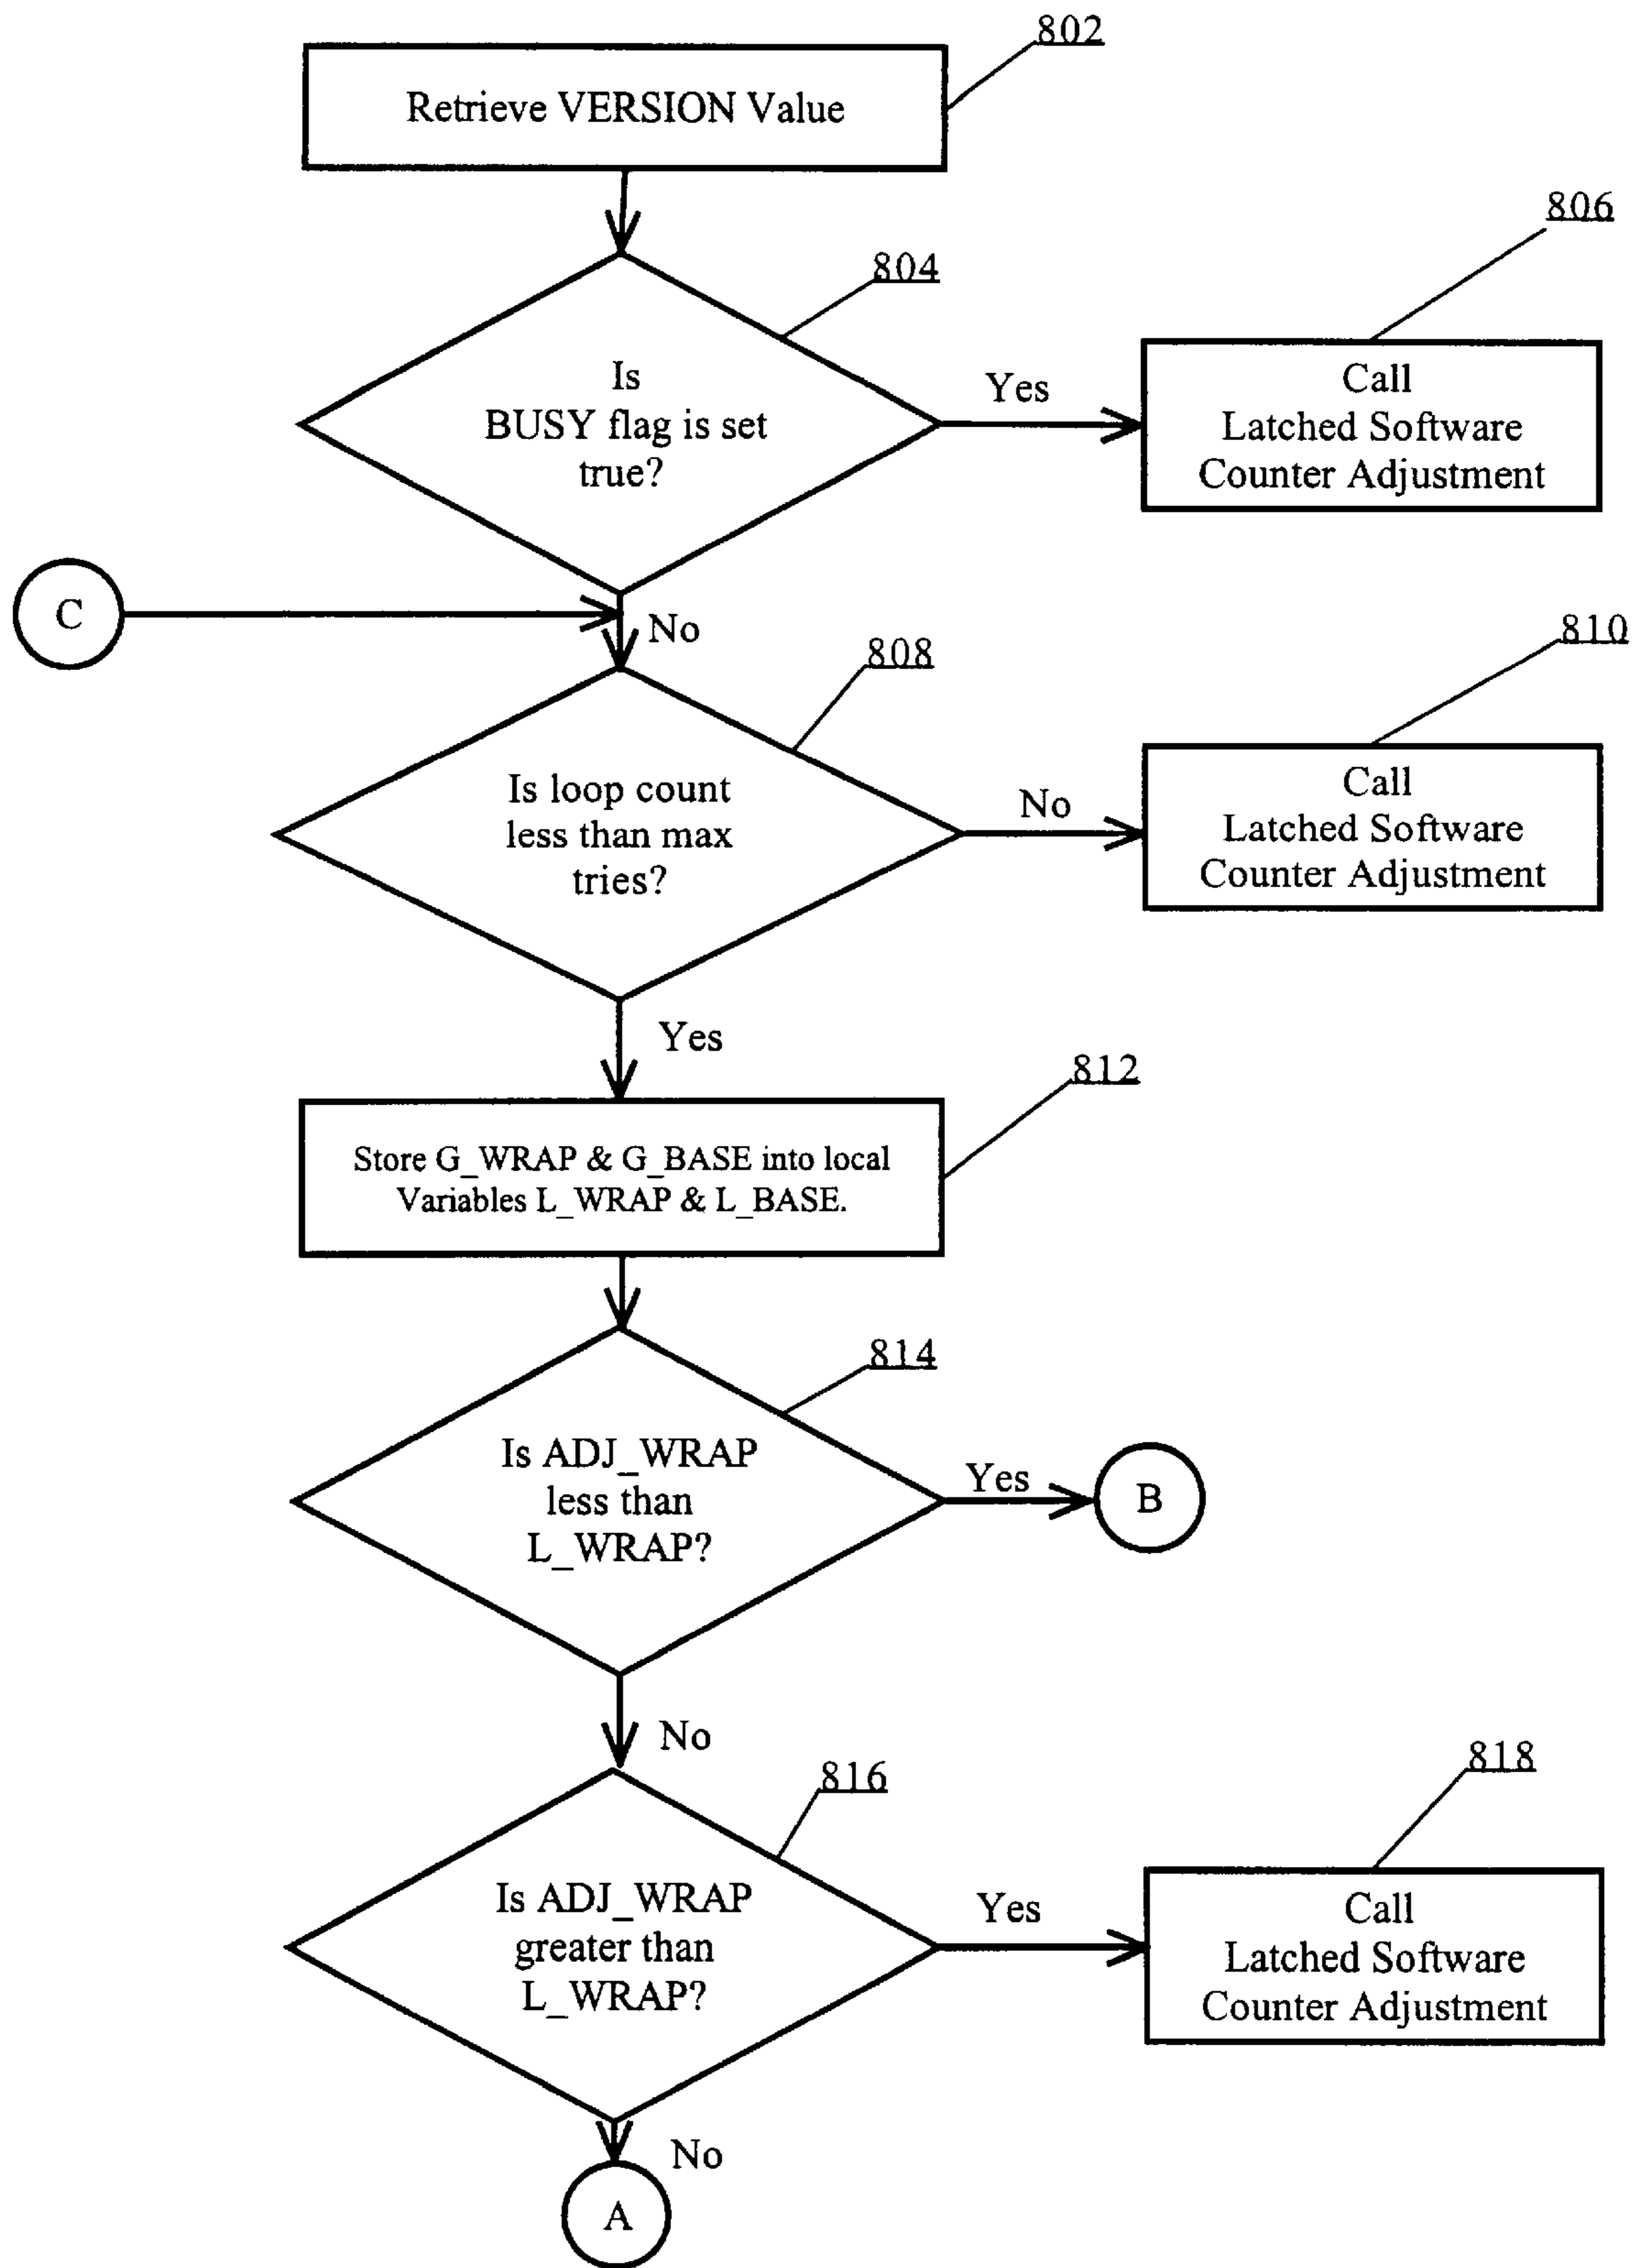 802
Retrieve VERSION Value
806
804
Is
BUSY flag is set
true?
Yes
Call
Latched Software
Counter Adjustment
C
No
808
810
Is loop count
less than max
tries?
No
Call
Latched Software
Counter Adjustment
Yes
812
Store G_WRAP & G_BASE into local
Variables L_WRAP & L_BASE.
814
Is ADJ_WRAP
less than
L_WRAP?
Yes
B
No
816
818
Is ADJ_WRAP
greater than
L_WRAP?
Yes
Call
Latched Software
Counter Adjustment
No
A